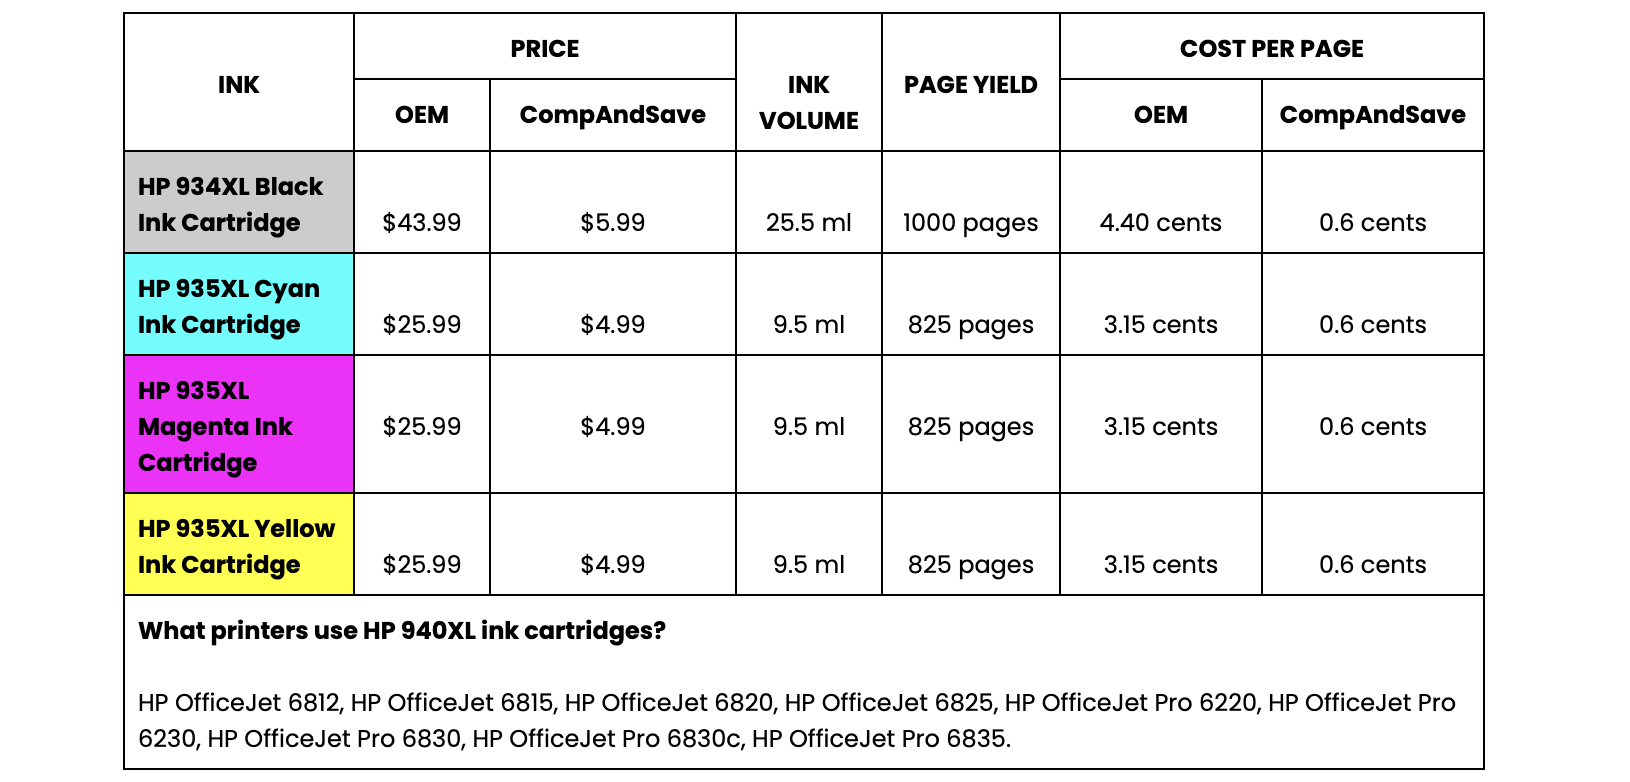 INK
PRICE
INK
VOLUME
PAGE YIELD
COST PER PAGE
OEM
CompAndSave
OEM
CompAndSave
HP 934XL Black
Ink Cartridge
$43.99
$5.99
25.5 ml
1000 pages
4.40 cents
0.6 cents
HP 935XL Cyan
Ink Cartridge
$25.99
$4.99
9.5 ml
825 pages
3.15 cents
0.6 cents
HP 935XL
Magenta Ink
Cartridge
$25.99
$4.99
9.5 ml
825 pages
3.15 cents
0.6 cents
HP 935XL Yellow
Ink Cartridge
$25.99
$4.99
9.5 ml
825 pages
3.15 cents
0.6 cents
What printers use HP 940XL ink cartridges?
HP OfficeJet 6812, HP OfficeJet 6815, HP OfficeJet 6820, HP OfficeJet 6825, HP OfficeJet Pro 6220, HP OfficeJet Pro
6230, HP OfficeJet Pro 6830, HP OfficeJet Pro 6830c, HP OfficeJet Pro 6835.